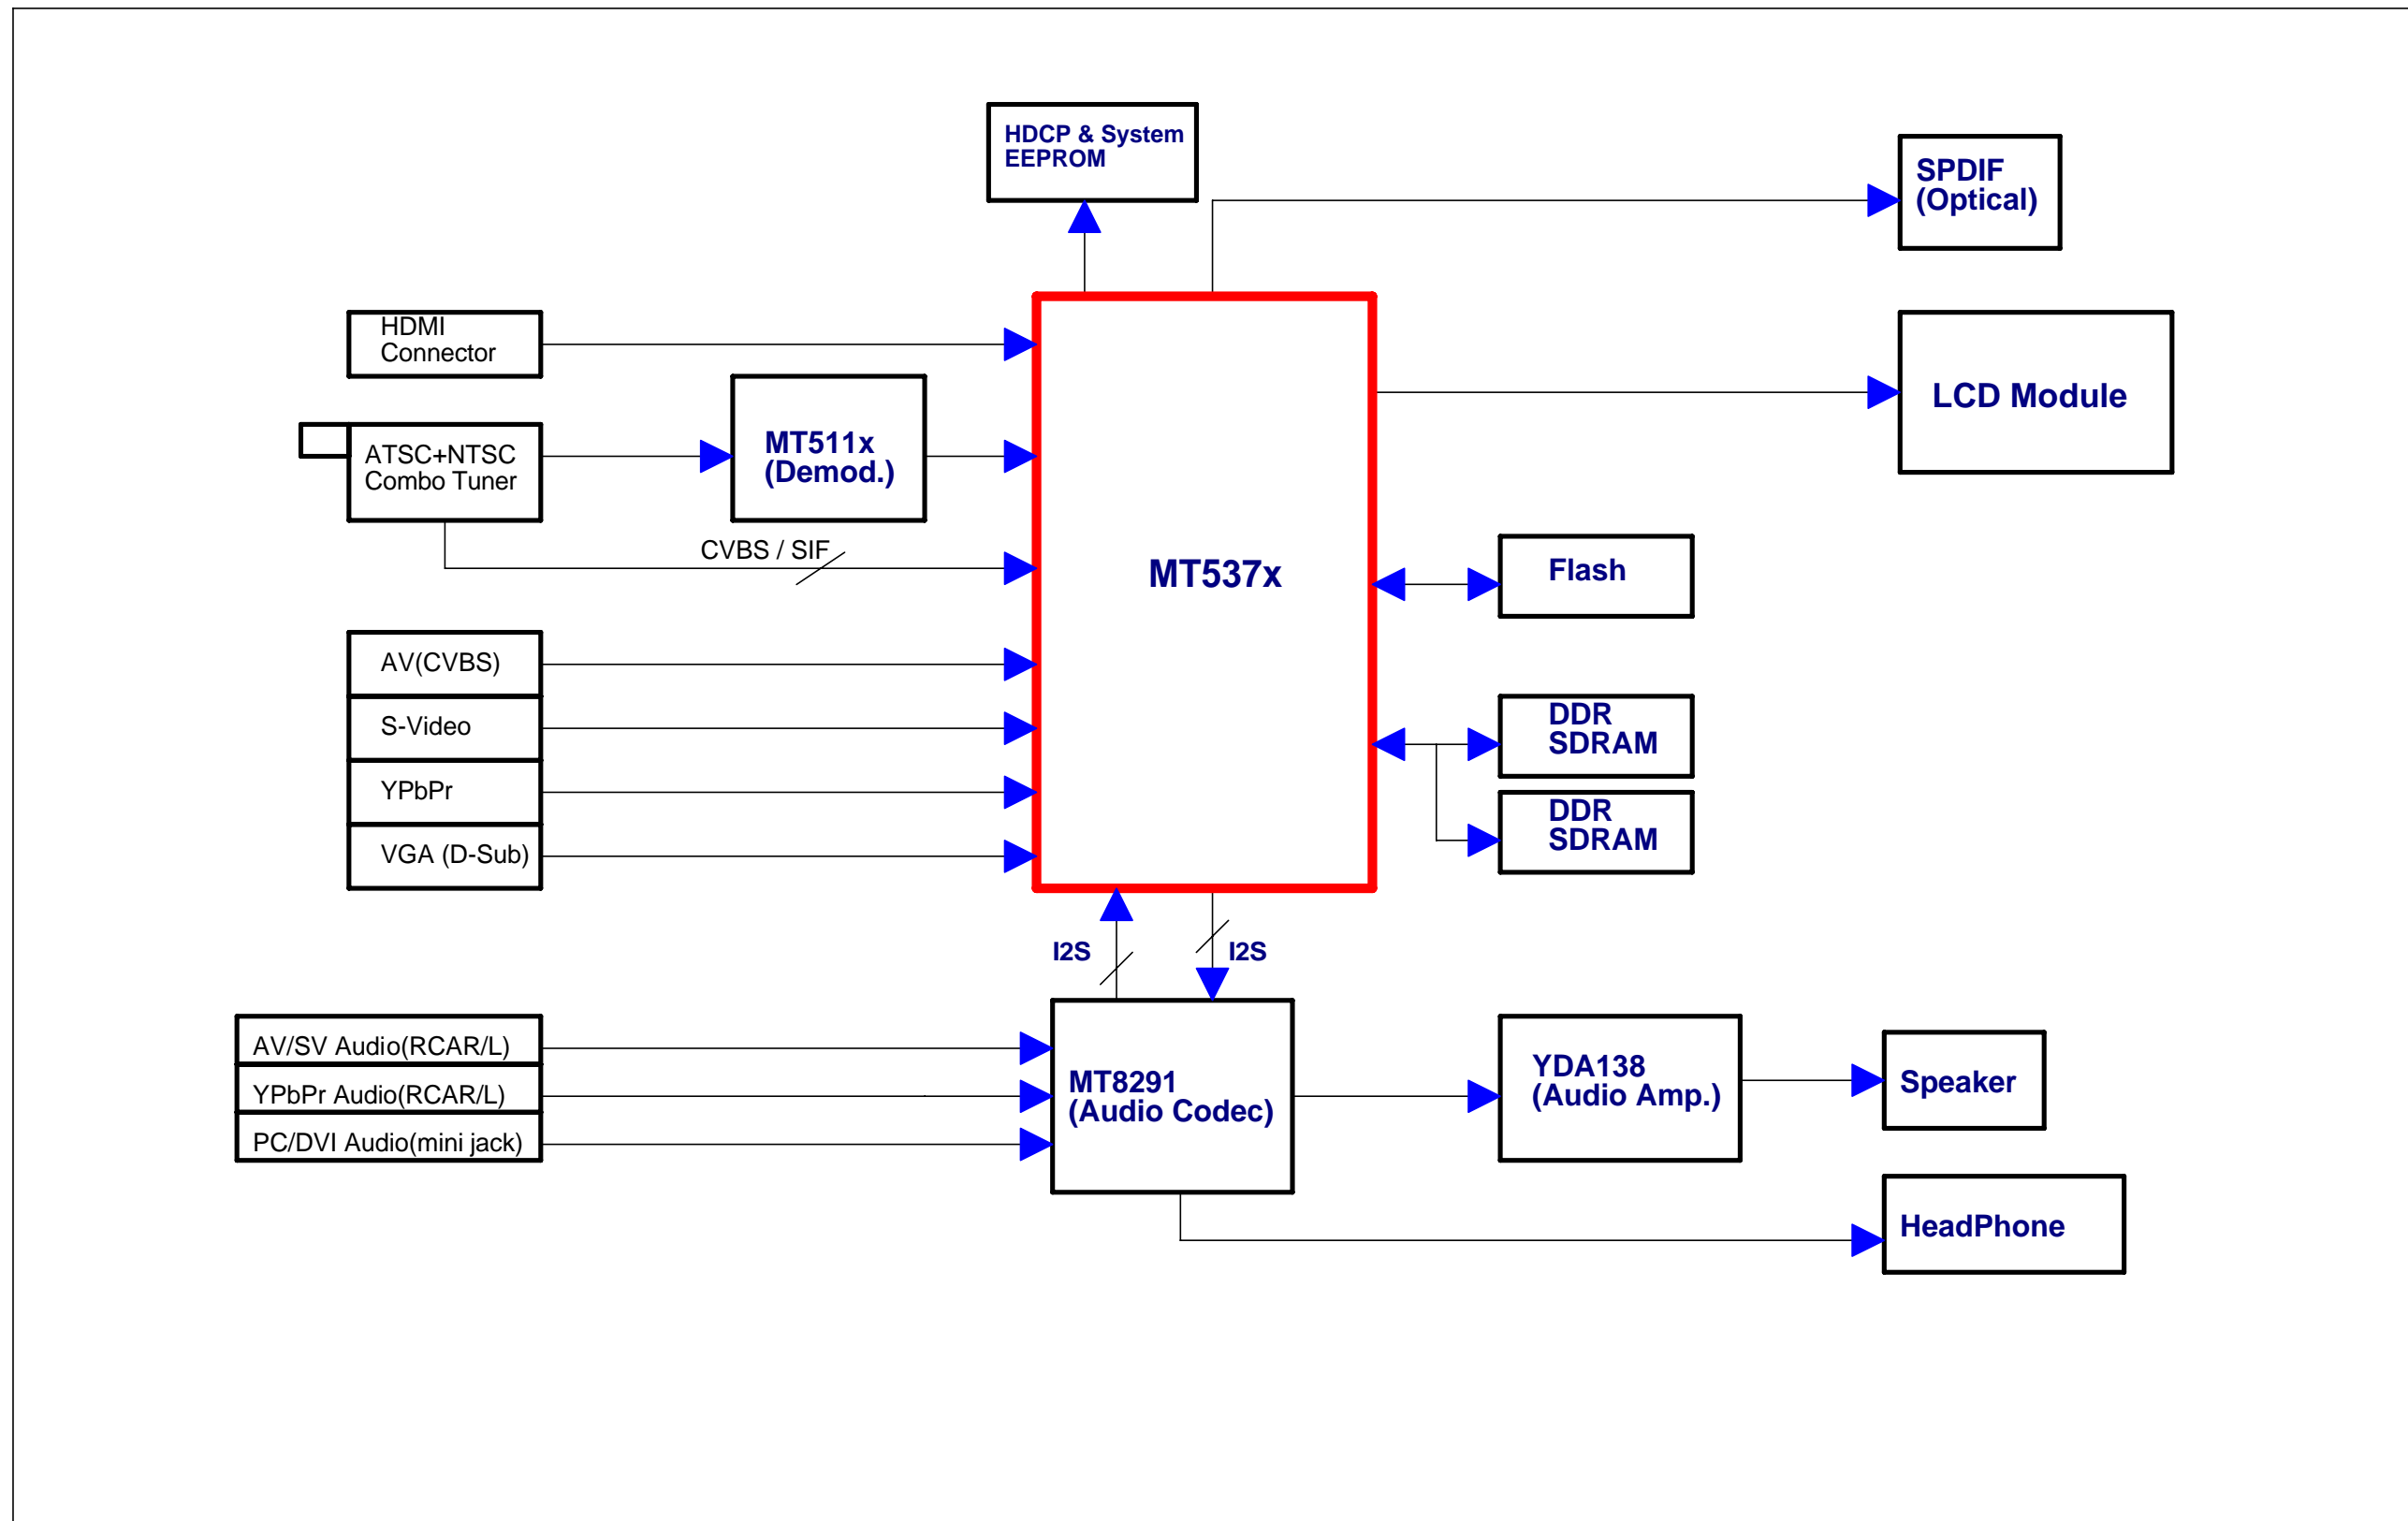 HDCP & System
EEPROM
SPDIF
(Optical)
HDMI
Connector
LCD Module
ATSC+NTSC
Combo Tuner
MT511x
(Demod.)
CVBS / SIF
MT537x
Flash
AV(CVBS)
S-Video
YPbPr
VGA (D-Sub)
DDR
SDRAM
DDR
SDRAM
I2S
I2S
AV/SV Audio(RCAR/L)
YPbPr Audio(RCAR/L)
PC/DVI Audio(mini jack)
MT8291
(Audio Codec)
YDA138
(Audio Amp.)
Speaker
HeadPhone